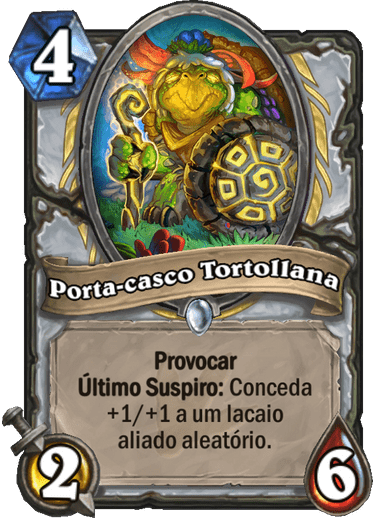 4
Porta-casco Tortollana
Provocar
Último Suspiro: Conceda
+1/+1 a um lacaio
aliado aleatório.
2
6